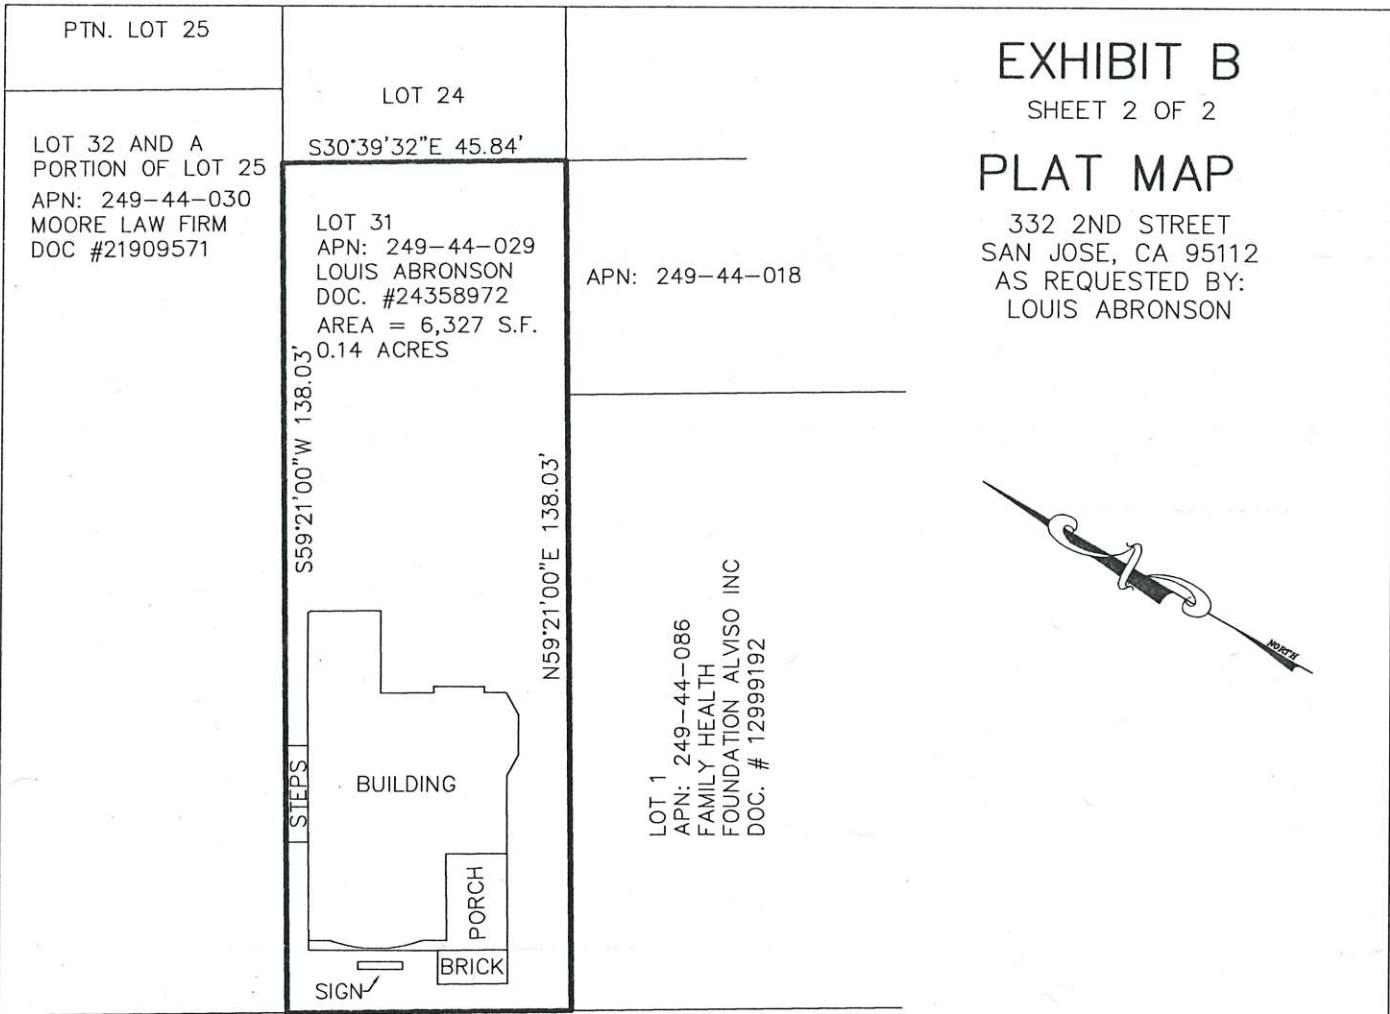 PTN. LOT 25
LOT 24
LOT 32 AND A
PORTION OF LOT 25
APN: 249-44-030
MOORE LAW FIRM
DOC #21909571
S30°39'32"E 45.84'
LOT 31
APN: 249-44-029
LOUIS ABRONSON
DOC. #24358972
AREA = 6,327 S.F.
0.14 ACRES
S59°21'00"W 138.03'
N59°21'00"E 138.03'
APN: 249-44-018
LOT 1
APN: 249-44-086
FAMILY HEALTH
FOUNDATION ALVISO INC
DOC. # 12999192
STEPS
BUILDING
PORCH
BRICK
SIGN
EXHIBIT B
SHEET 2 OF 2
PLAT MAP
332 2ND STREET
SAN JOSE, CA 95112
AS REQUESTED BY:
LOUIS ABRONSON